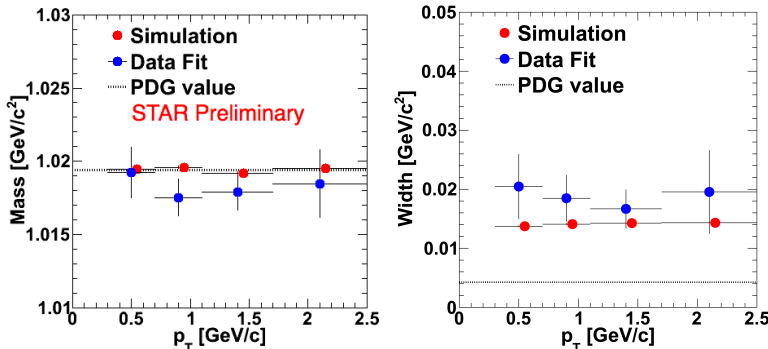 1.03
1.025
1.02
1.015
1.01
Mass [GeV/c²]
Simulation
Data Fit
PDG value
STAR Preliminary
0 0.5 1 1.5 2 2.5
p_T [GeV/c]
0.05
0.04
0.03
0.02
0.01
0
Width [GeV/c²]
Simulation
Data Fit
PDG value
0 0.5 1 1.5 2 2.5
p_T [GeV/c]